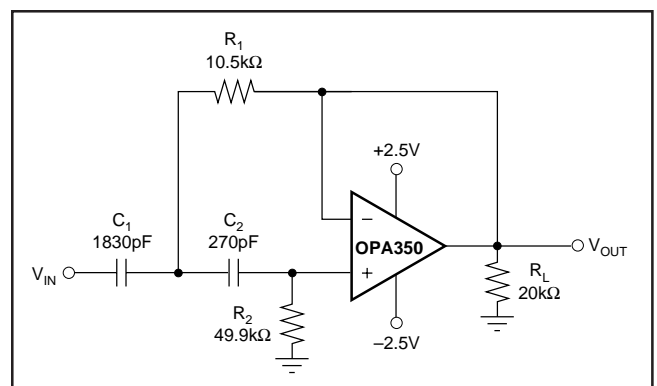 R1
10.5kΩ
+2.5V
C1
1830pF
C2
270pF
–
OPA350
+
VIN
VOUT
R2
49.9kΩ
RL
20kΩ
–2.5V